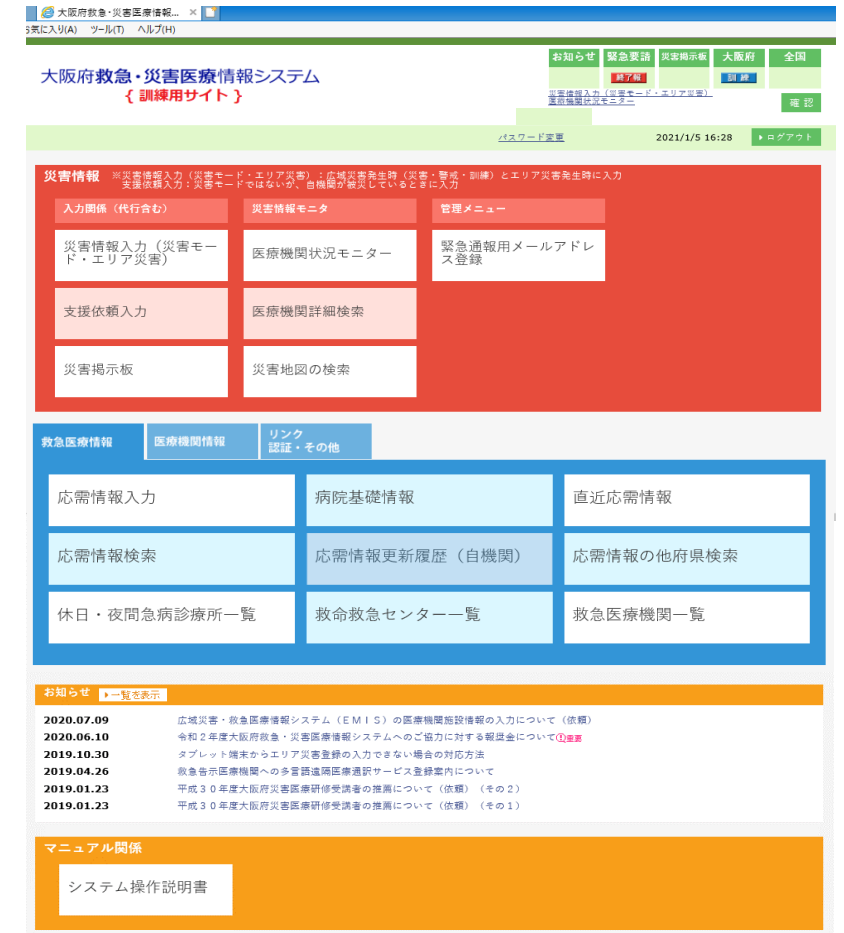 大阪府救急・災害医療情報... ×
気に入り(A) ツール(T) ヘルプ(H)
大阪府救急・災害医療情報システム
{ 訓練用サイト }
お知らせ 緊急要請 災害掲示板 大阪府 全国
終了報 訓 練
災害情報入力（災害モード・エリア災害）
医療機関状況モニター
確 認
パスワード変更 2021/1/5 16:28 ログアウト
災害情報 ※災害情報入力（災害モード・エリア災害）：広域災害発生時（災害・警戒・訓練）とエリア災害発生時に入力
支援依頼入力：災害モードではないが、自機関が被災しているときに入力
入力関係（代行含む） 災害情報モニタ 管理メニュー
災害情報入力（災害モード・エリア災害） 医療機関状況モニター 緊急通報用メールアドレス登録
支援依頼入力 医療機関詳細検索
災害掲示板 災害地図の検索
救急医療情報 医療機関情報 リンク
認証・その他
応需情報入力 病院基礎情報 直近応需情報
応需情報検索 応需情報更新履歴（自機関） 応需情報の他府県検索
休日・夜間急病診療所一覧 救命救急センター一覧 救急医療機関一覧
お知らせ 一覧を表示
2020.07.09 広域災害・救急医療情報システム（ＥＭＩＳ）の医療機関施設情報の入力について（依頼）
2020.06.10 令和２年度大阪府救急・災害医療情報システムへのご協力に対する報奨金について！重要
2019.10.30 タブレット端末からエリア災害登録の入力できない場合の対応方法
2019.04.26 救急告示医療機関への多言語遠隔医療通訳サービス登録案内について
2019.01.23 平成３０年度大阪府災害医療研修受講者の推薦について（依頼）（その２）
2019.01.23 平成３０年度大阪府災害医療研修受講者の推薦について（依頼）（その１）
マニュアル関係
システム操作説明書